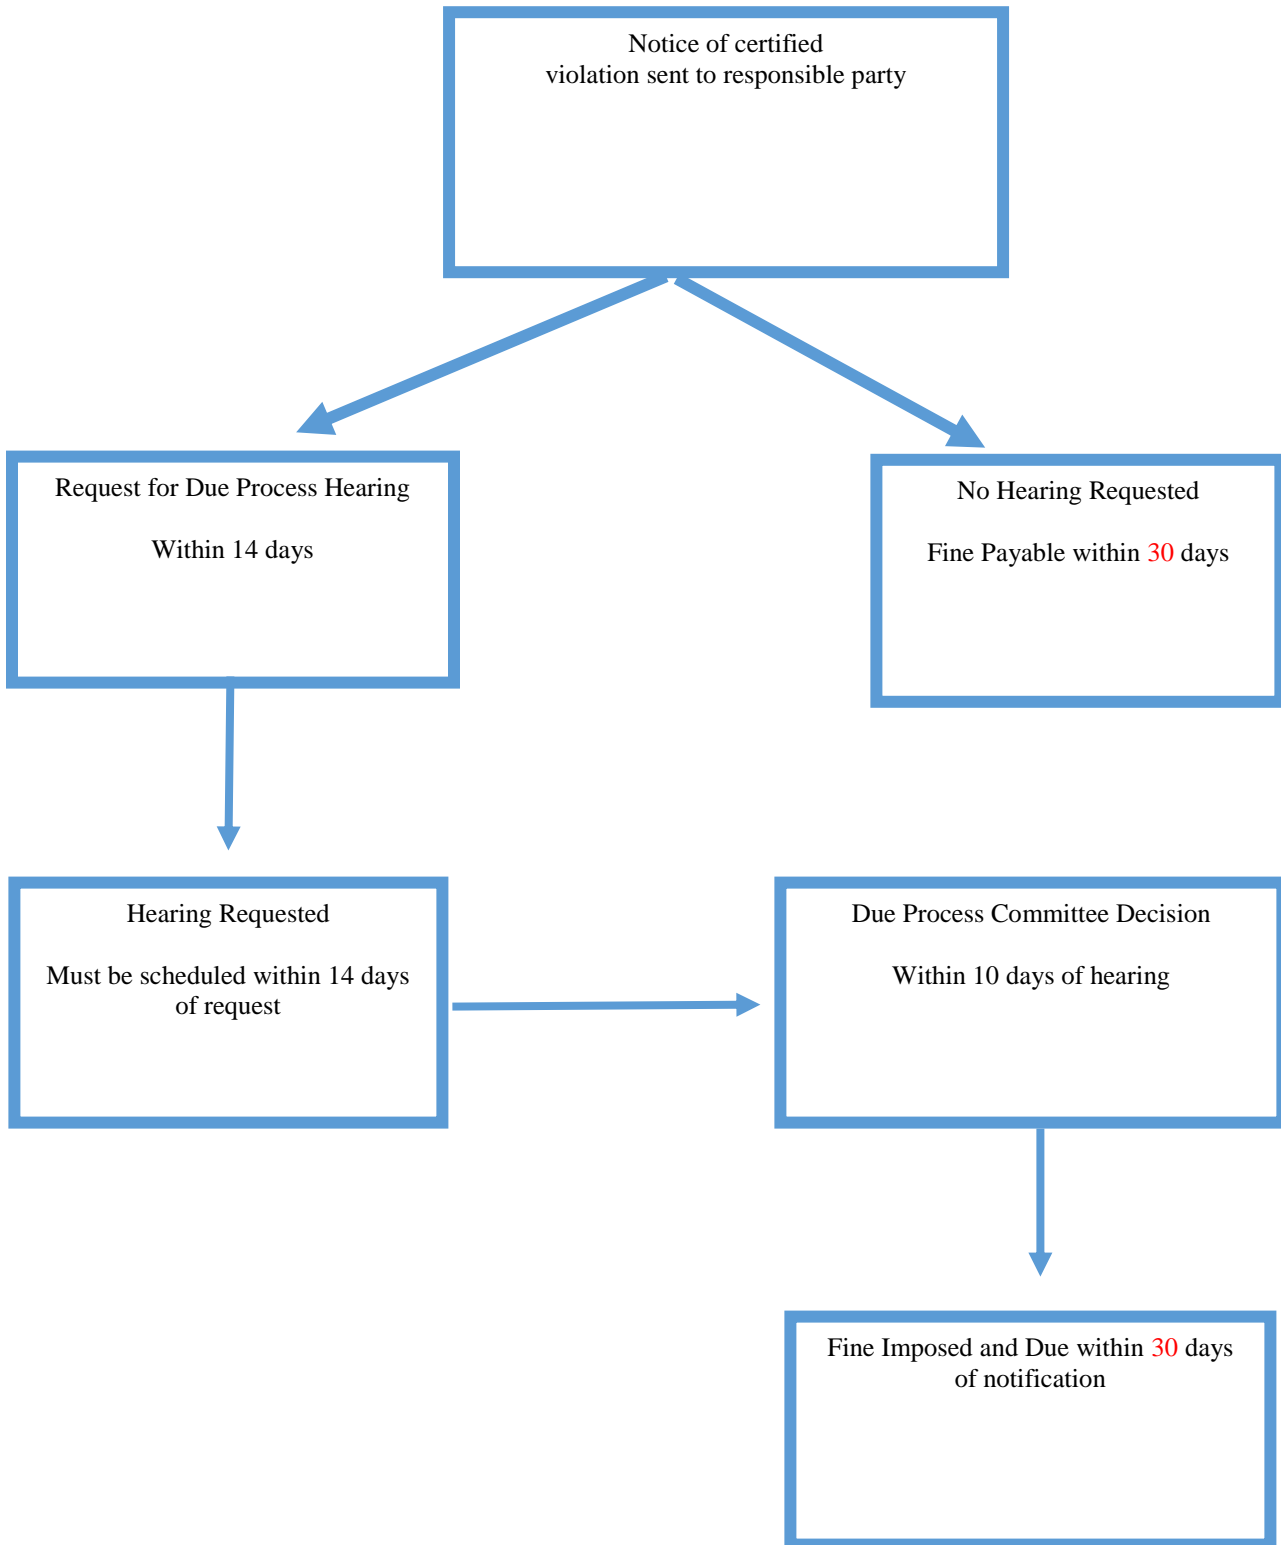 Notice of certified
violation sent to responsible party
Request for Due Process Hearing
Within 14 days
No Hearing Requested
Fine Payable within 30 days
Hearing Requested
Must be scheduled within 14 days
of request
Due Process Committee Decision
Within 10 days of hearing
Fine Imposed and Due within 30 days
of notification